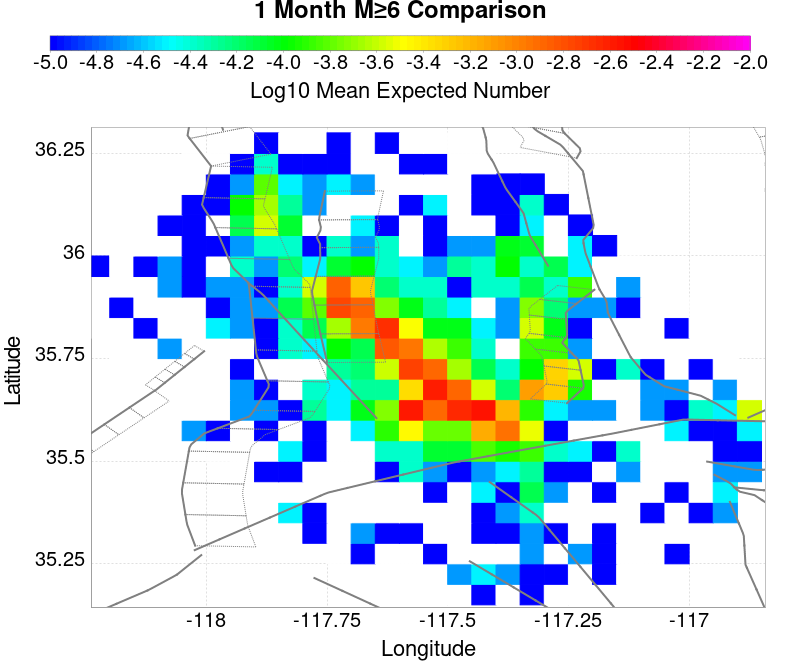 1 Month M≥6 Comparison
-5.0 -4.8 -4.6 -4.4 -4.2 -4.0 -3.8 -3.6 -3.4 -3.2 -3.0 -2.8 -2.6 -2.4 -2.2 -2.0
Log10 Mean Expected Number
36.25
36
35.75
35.5
35.25
Latitude
-118 -117.75 -117.5 -117.25 -117
Longitude